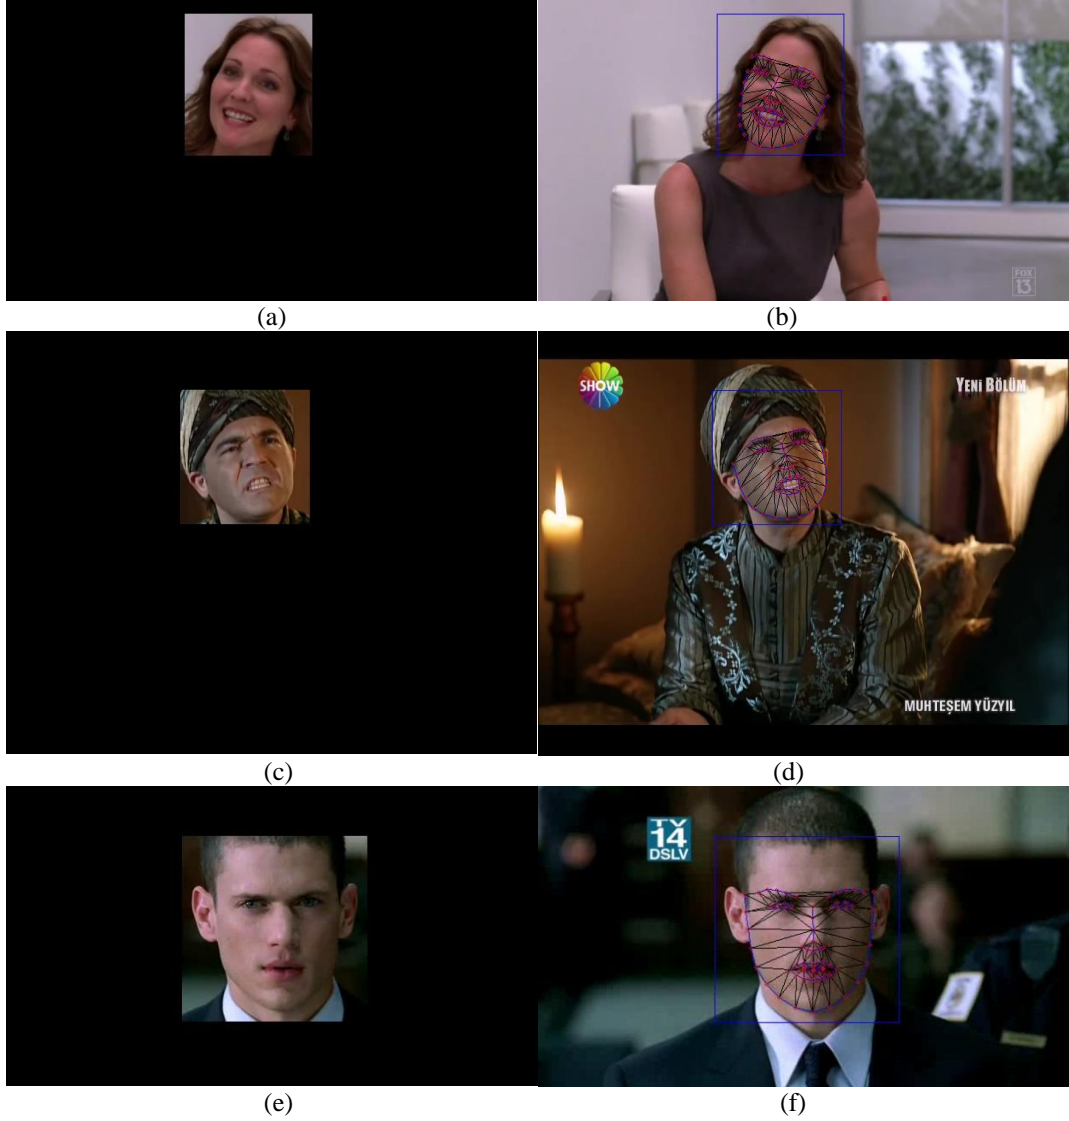 FOX
13
(a)
(b)
SHOW
YENİ BÖLÜM
MUHTEŞEM YÜZYIL
(c)
(d)
TV
14
DSLV
(e)
(f)